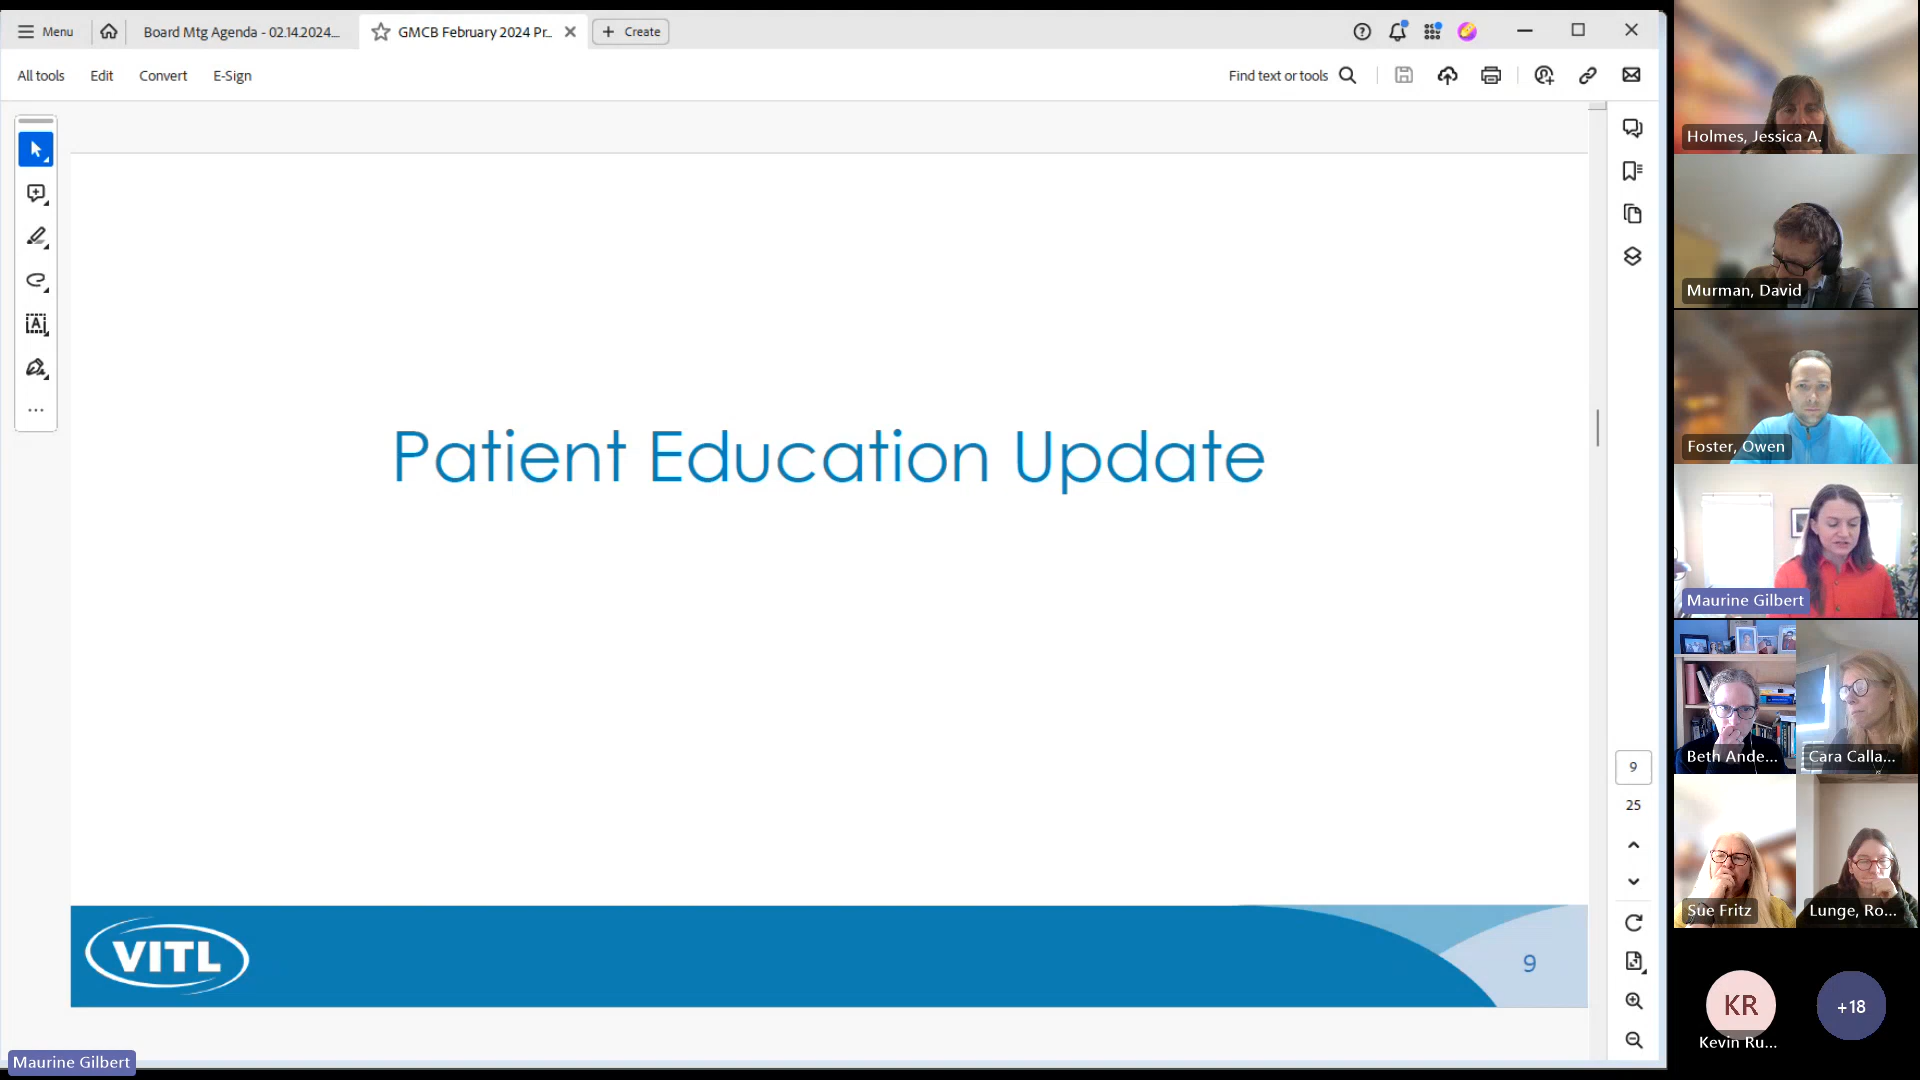 Menu
Board Mtg Agenda - 02.14.2024...
GMCB February 2024 Pr...
Create
All tools
Edit
Convert
E-Sign
Find text or tools
Patient Education Update
VITL
9
9
25
Maurine Gilbert
Holmes, Jessica A.
Murman, David
Foster, Owen
Maurine Gilbert
Beth Ande...
Cara Calla...
Sue Fritz
Lunge, Ro...
KR
Kevin Ru...
+18